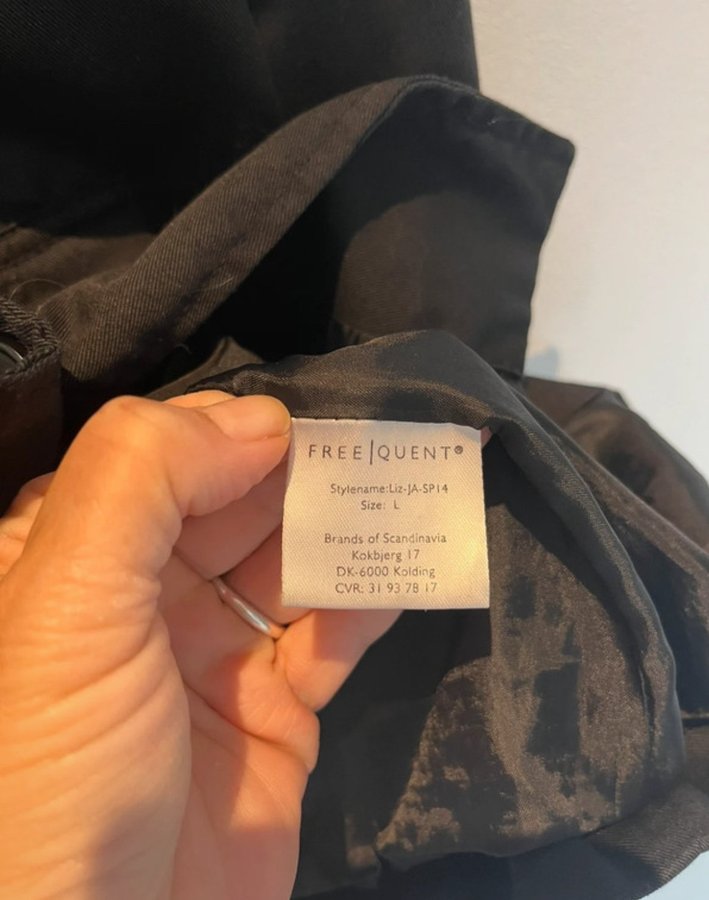 FREE|QUENT®
Stylename:Liz-JA-SP14
Size: L
Brands of Scandinavia
Kokbjerg 17
DK-6000 Kolding
CVR: 31 93 78 17